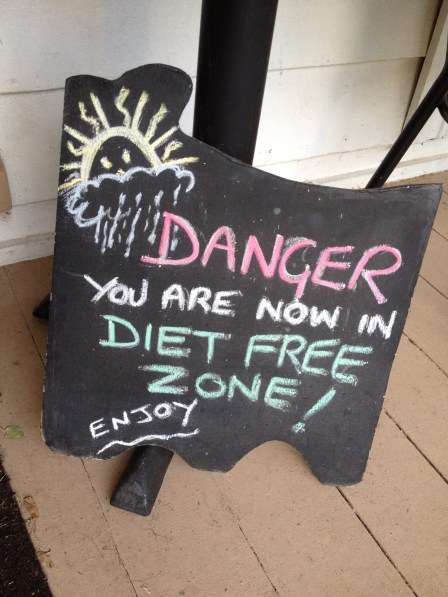 DANGER
YOU ARE NOW IN
DIET FREE
ZONE!
ENJOY